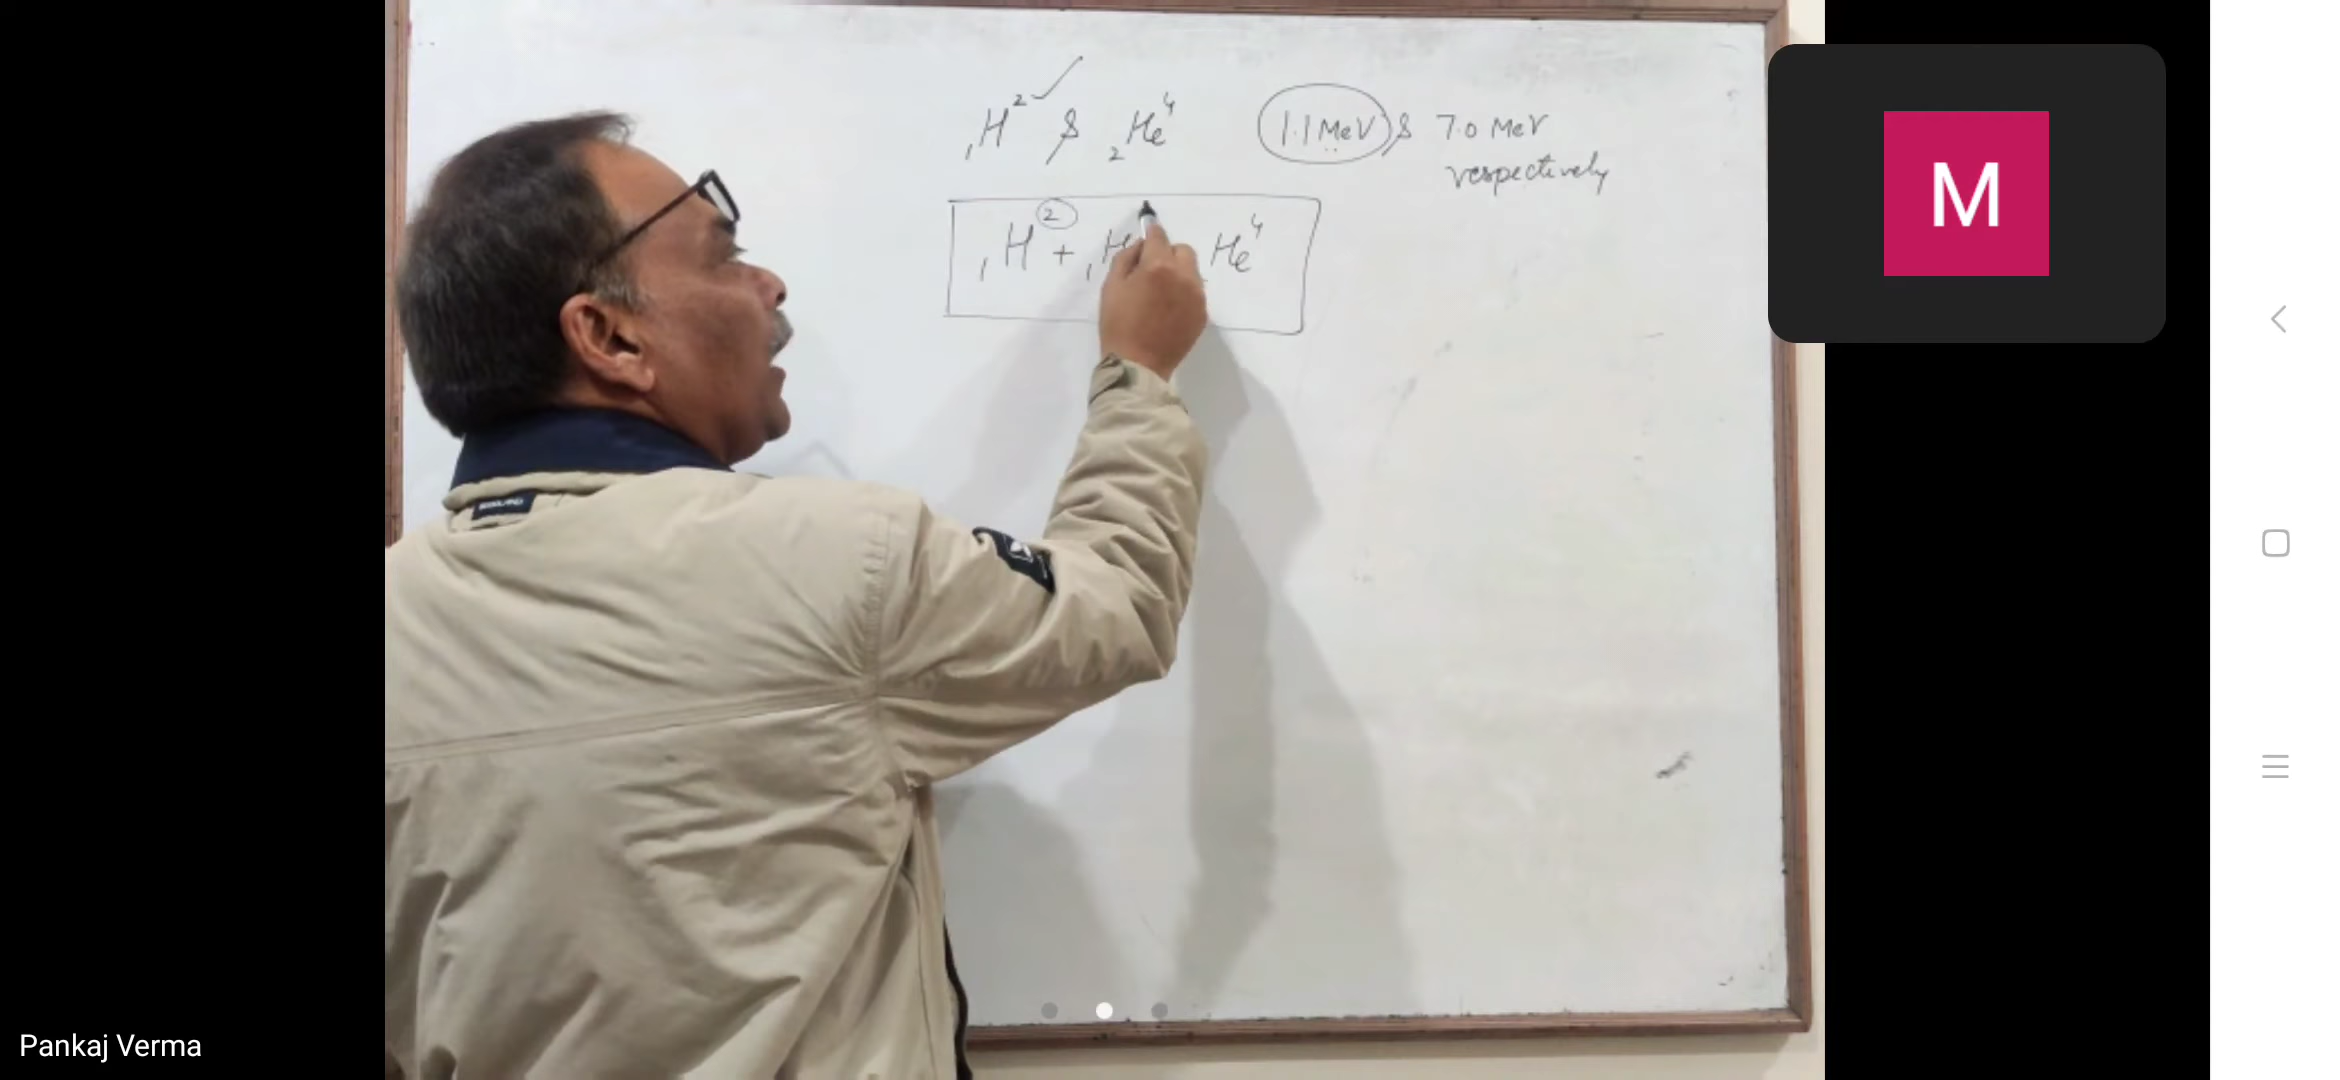 ₁H² & ₂He⁴ 1.1 MeV & 7.0 MeV
respectively
₁H² + ₁H He⁴
M
Pankaj Verma